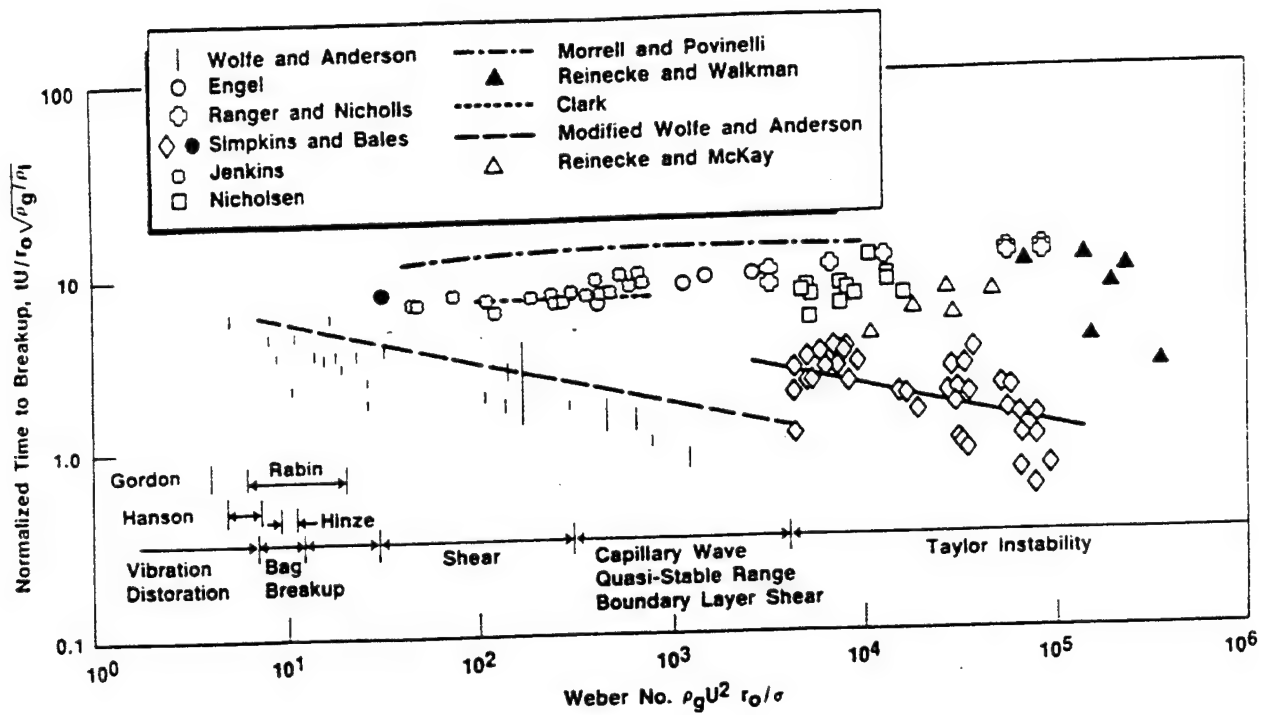 Wolfe and Anderson
Engel
Ranger and Nicholls
Simpkins and Bales
Jenkins
Nicholsen
Morrell and Povinelli
Reinecke and Walkman
Clark
Modified Wolfe and Anderson
Reinecke and McKay
Normalized Time to Breakup, tU/r₀√ρg/ρl
100
10
1.0
0.1
Gordon
Rabin
Hanson
Hinze
Vibration
Distoration
Bag
Breakup
Shear
Capillary Wave
Quasi-Stable Range
Boundary Layer Shear
Taylor Instability
10⁰
10¹
10²
10³
10⁴
10⁵
10⁶
Weber No. ρgU² r₀/σ